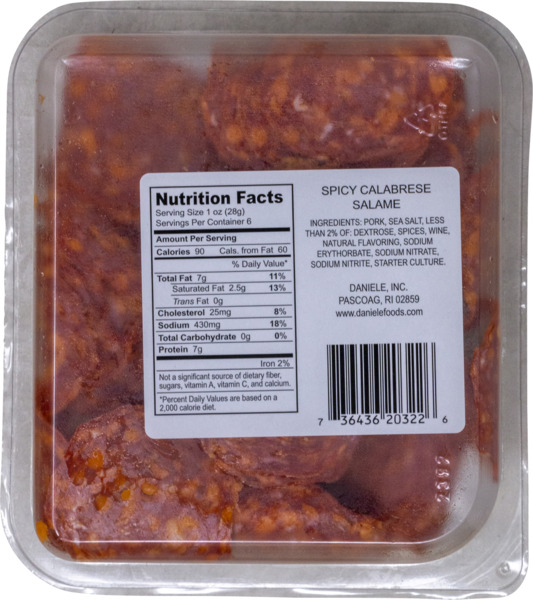 Nutrition Facts
Serving Size 1 oz (28g)
Servings Per Container 6
Amount Per Serving
Calories 90 Cals. from Fat 60
% Daily Value*
Total Fat 7g 11%
Saturated Fat 2.5g 13%
Trans Fat 0g
Cholesterol 25mg 8%
Sodium 430mg 18%
Total Carbohydrate 0g 0%
Protein 7g
Iron 2%
Not a significant source of dietary fiber,
sugars, vitamin A, vitamin C, and calcium.
*Percent Daily Values are based on a
2,000 calorie diet.
SPICY CALABRESE
SALAME
INGREDIENTS: PORK, SEA SALT, LESS
THAN 2% OF: DEXTROSE, SPICES, WINE,
NATURAL FLAVORING, SODIUM
ERYTHORBATE, SODIUM NITRATE,
SODIUM NITRITE, STARTER CULTURE.
DANIELE, INC.
PASCOAG, RI 02859
www.danielefoods.com
7 36436 20322 6